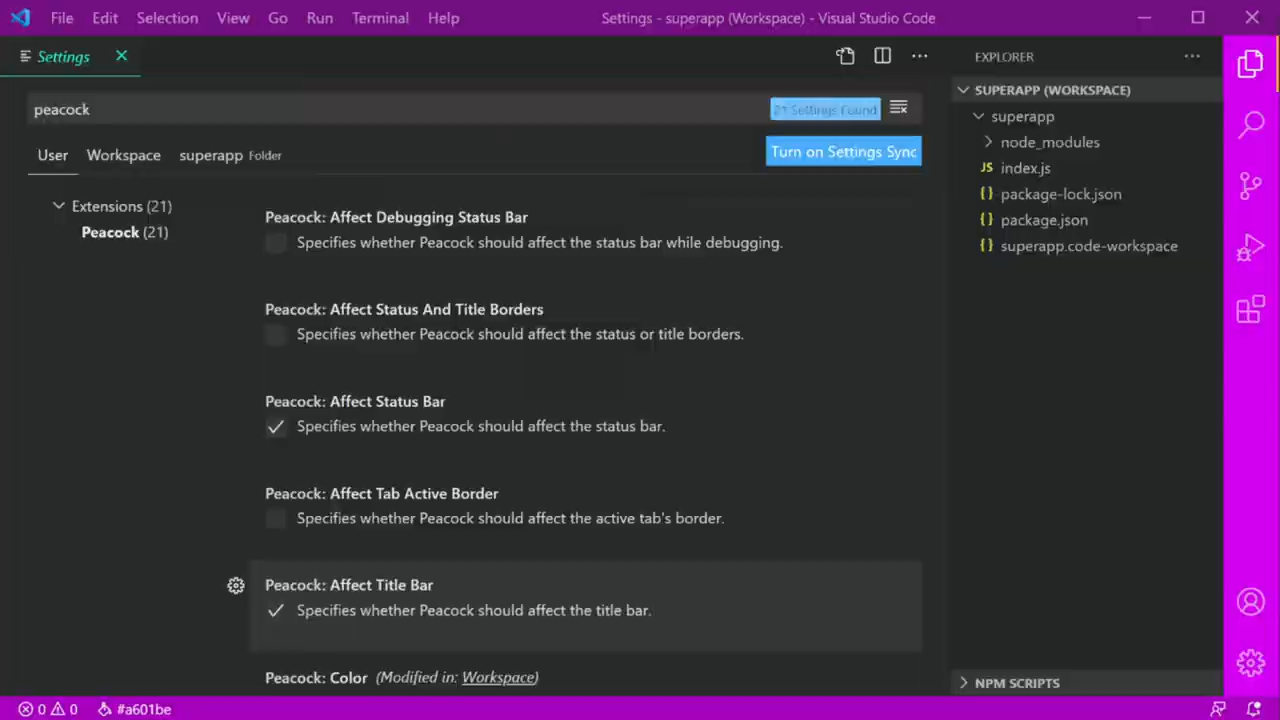 File Edit Selection View Go Run Terminal Help
Settings - superapp (Workspace) - Visual Studio Code
Settings
peacock
21 Settings Found
User Workspace superapp Folder
Turn on Settings Sync
Extensions (21)
Peacock (21)
Peacock: Affect Debugging Status Bar
Specifies whether Peacock should affect the status bar while debugging.
Peacock: Affect Status And Title Borders
Specifies whether Peacock should affect the status or title borders.
Peacock: Affect Status Bar
Specifies whether Peacock should affect the status bar.
Peacock: Affect Tab Active Border
Specifies whether Peacock should affect the active tab's border.
Peacock: Affect Title Bar
Specifies whether Peacock should affect the title bar.
Peacock: Color (Modified in: Workspace)
EXPLORER
SUPERAPP (WORKSPACE)
superapp
node_modules
JS index.js
{} package-lock.json
{} package.json
{} superapp.code-workspace
NPM SCRIPTS
0 0 #a601be